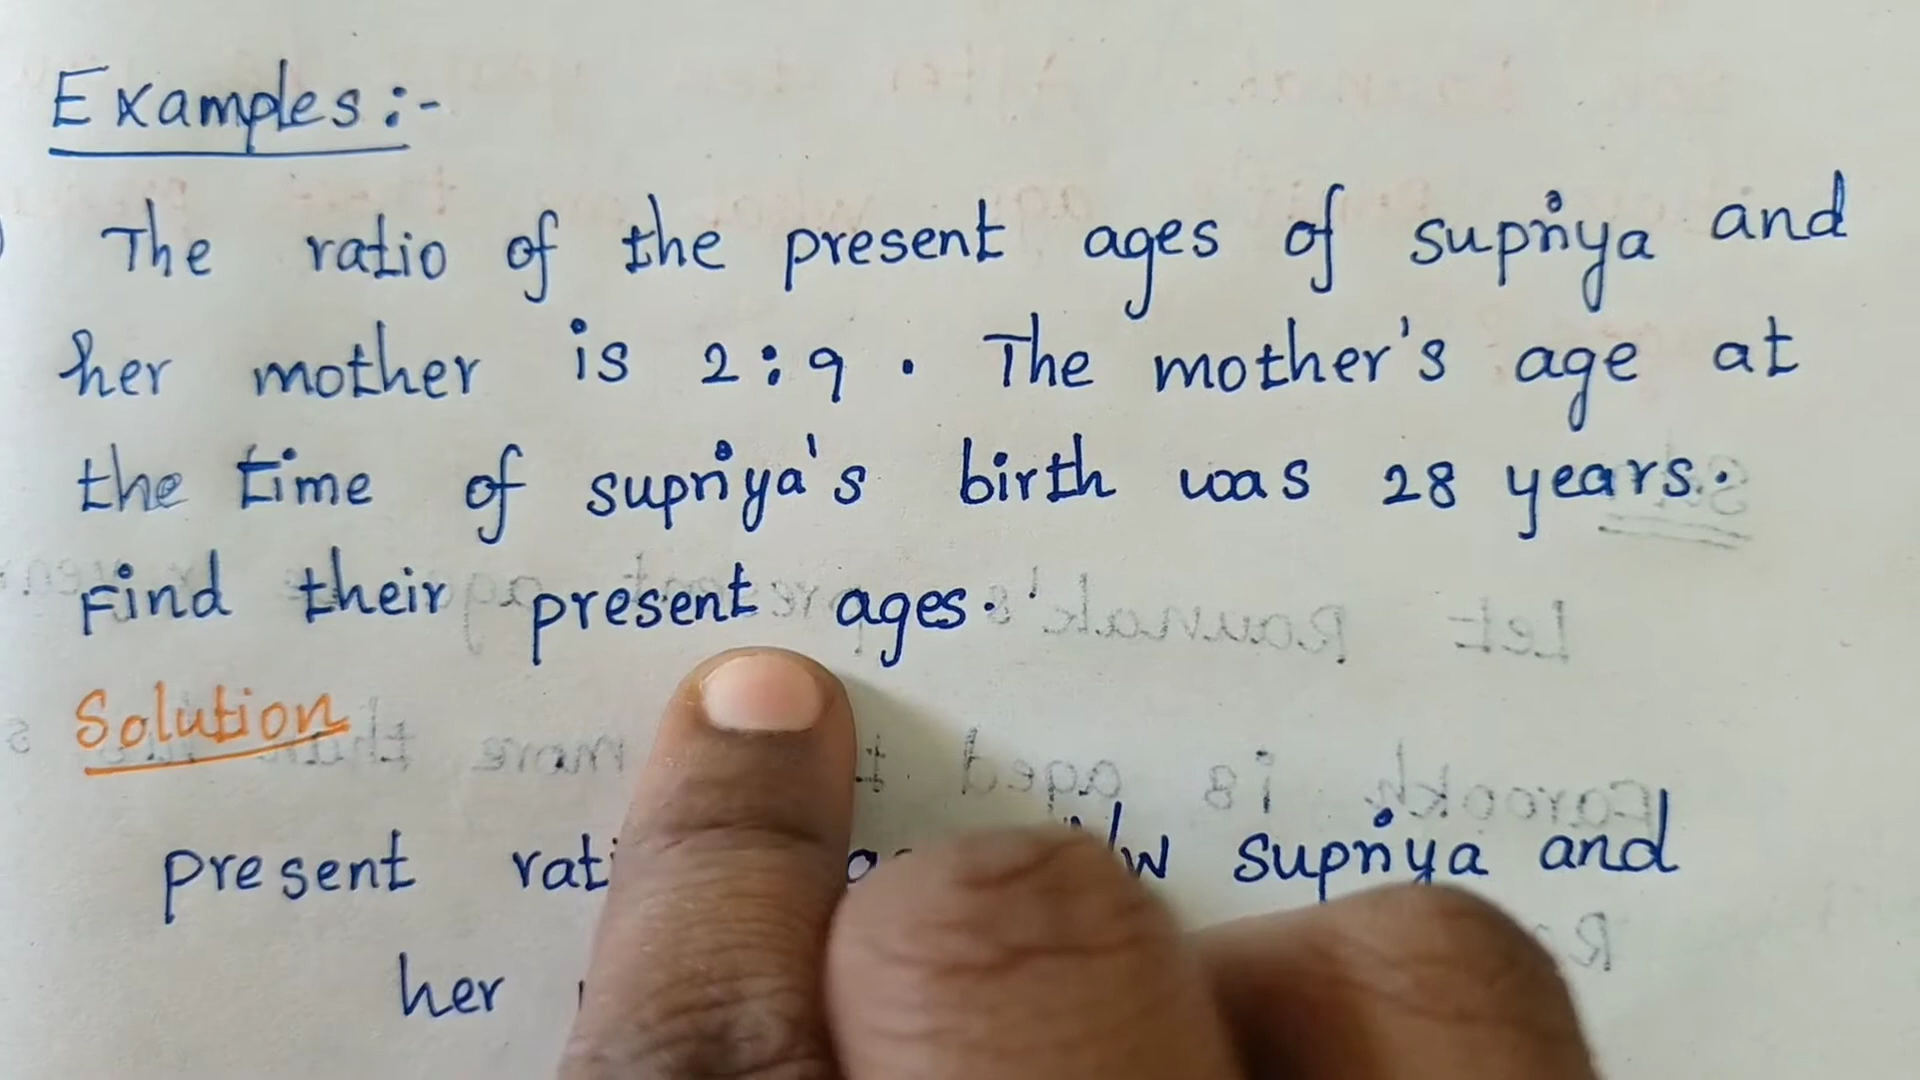 Examples:-
The ratio of the present ages of supriya and
her mother is 2:9. The mother's age at
the time of supriya's birth was 28 years.
Find their present ages.
Solution
present b/w supriya and
her